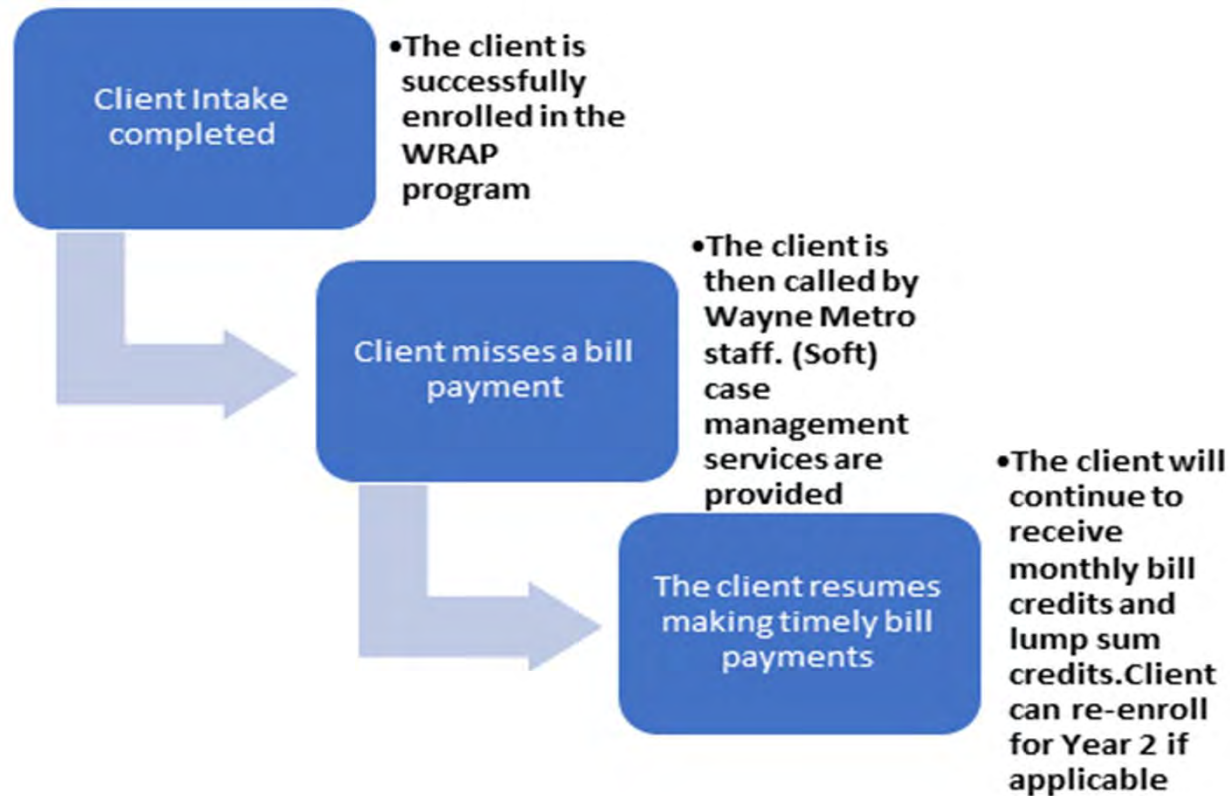 Client Intake
completed
•The client is
successfully
enrolled in the
WRAP
program
Client misses a bill
payment
•The client is
then called by
Wayne Metro
staff. (Soft)
case
management
services are
provided
The client resumes
making timely bill
payments
•The client will
continue to
receive
monthly bill
credits and
lump sum
credits.Client
can re-enroll
for Year 2 if
applicable